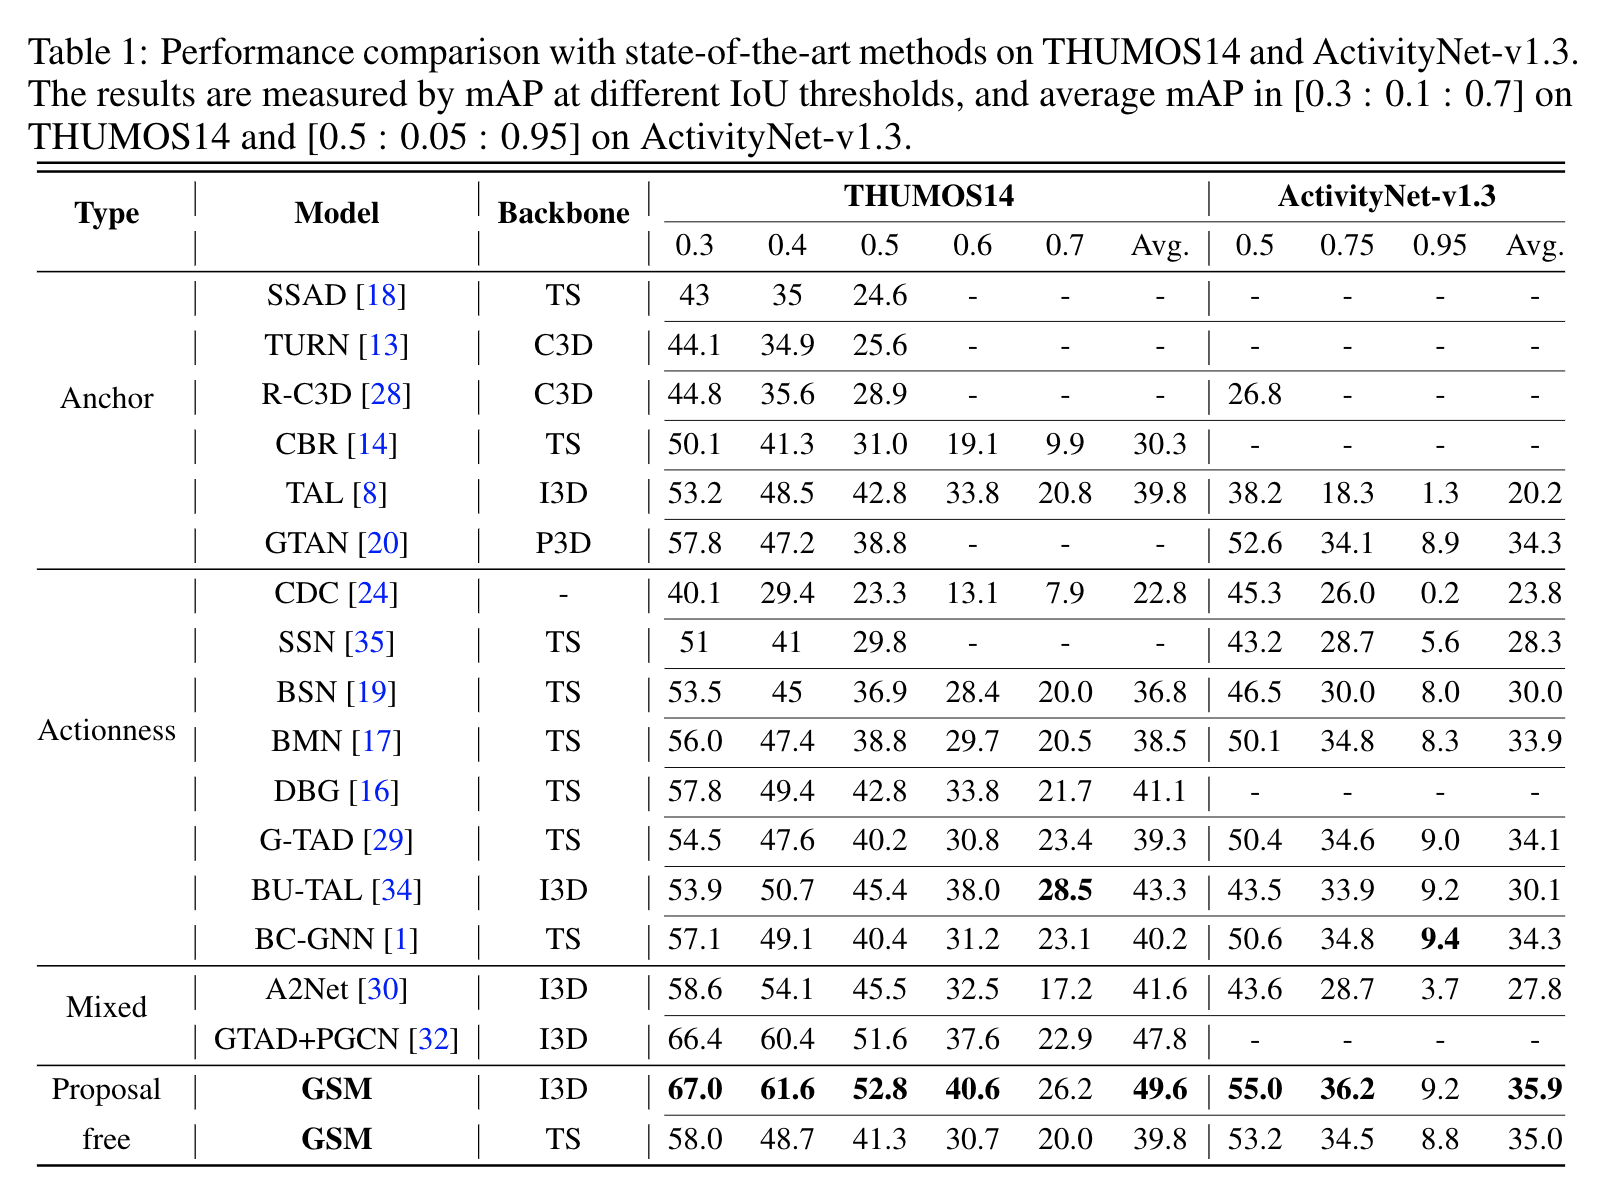 Table 1: Performance comparison with state-of-the-art methods on THUMOS14 and ActivityNet-v1.3.
The results are measured by mAP at different IoU thresholds, and average mAP in [0.3 : 0.1 : 0.7] on
THUMOS14 and [0.5 : 0.05 : 0.95] on ActivityNet-v1.3.
Type Model Backbone THUMOS14 ActivityNet-v1.3
0.3 0.4 0.5 0.6 0.7 Avg. 0.5 0.75 0.95 Avg.
Anchor
SSAD [18] TS 43 35 24.6 - - - - - - -
TURN [13] C3D 44.1 34.9 25.6 - - - - - - -
R-C3D [28] C3D 44.8 35.6 28.9 - - - 26.8 - - -
CBR [14] TS 50.1 41.3 31.0 19.1 9.9 30.3 - - - -
TAL [8] I3D 53.2 48.5 42.8 33.8 20.8 39.8 38.2 18.3 1.3 20.2
GTAN [20] P3D 57.8 47.2 38.8 - - - 52.6 34.1 8.9 34.3
Actionness
CDC [24] - 40.1 29.4 23.3 13.1 7.9 22.8 45.3 26.0 0.2 23.8
SSN [35] TS 51 41 29.8 - - - 43.2 28.7 5.6 28.3
BSN [19] TS 53.5 45 36.9 28.4 20.0 36.8 46.5 30.0 8.0 30.0
BMN [17] TS 56.0 47.4 38.8 29.7 20.5 38.5 50.1 34.8 8.3 33.9
DBG [16] TS 57.8 49.4 42.8 33.8 21.7 41.1 - - - -
G-TAD [29] TS 54.5 47.6 40.2 30.8 23.4 39.3 50.4 34.6 9.0 34.1
BU-TAL [34] I3D 53.9 50.7 45.4 38.0 28.5 43.3 43.5 33.9 9.2 30.1
BC-GNN [1] TS 57.1 49.1 40.4 31.2 23.1 40.2 50.6 34.8 9.4 34.3
Mixed
A2Net [30] I3D 58.6 54.1 45.5 32.5 17.2 41.6 43.6 28.7 3.7 27.8
GTAD+PGCN [32] I3D 66.4 60.4 51.6 37.6 22.9 47.8 - - - -
Proposal GSM I3D 67.0 61.6 52.8 40.6 26.2 49.6 55.0 36.2 9.2 35.9
free GSM TS 58.0 48.7 41.3 30.7 20.0 39.8 53.2 34.5 8.8 35.0